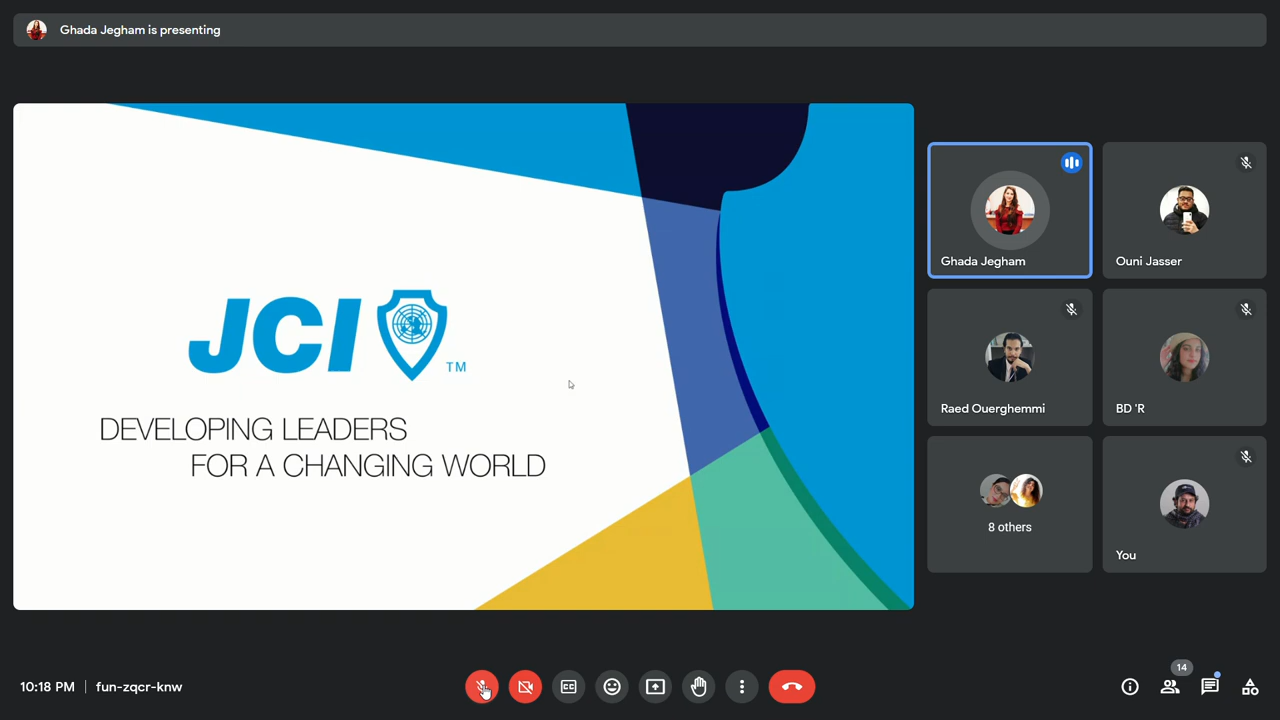 Ghada Jegham is presenting
JCI TM
DEVELOPING LEADERS
FOR A CHANGING WORLD
Ghada Jegham
Ouni Jasser
Raed Ouerghemmi
BD 'R
8 others
You
10:18 PM | fun-zqcr-knw
CC
14